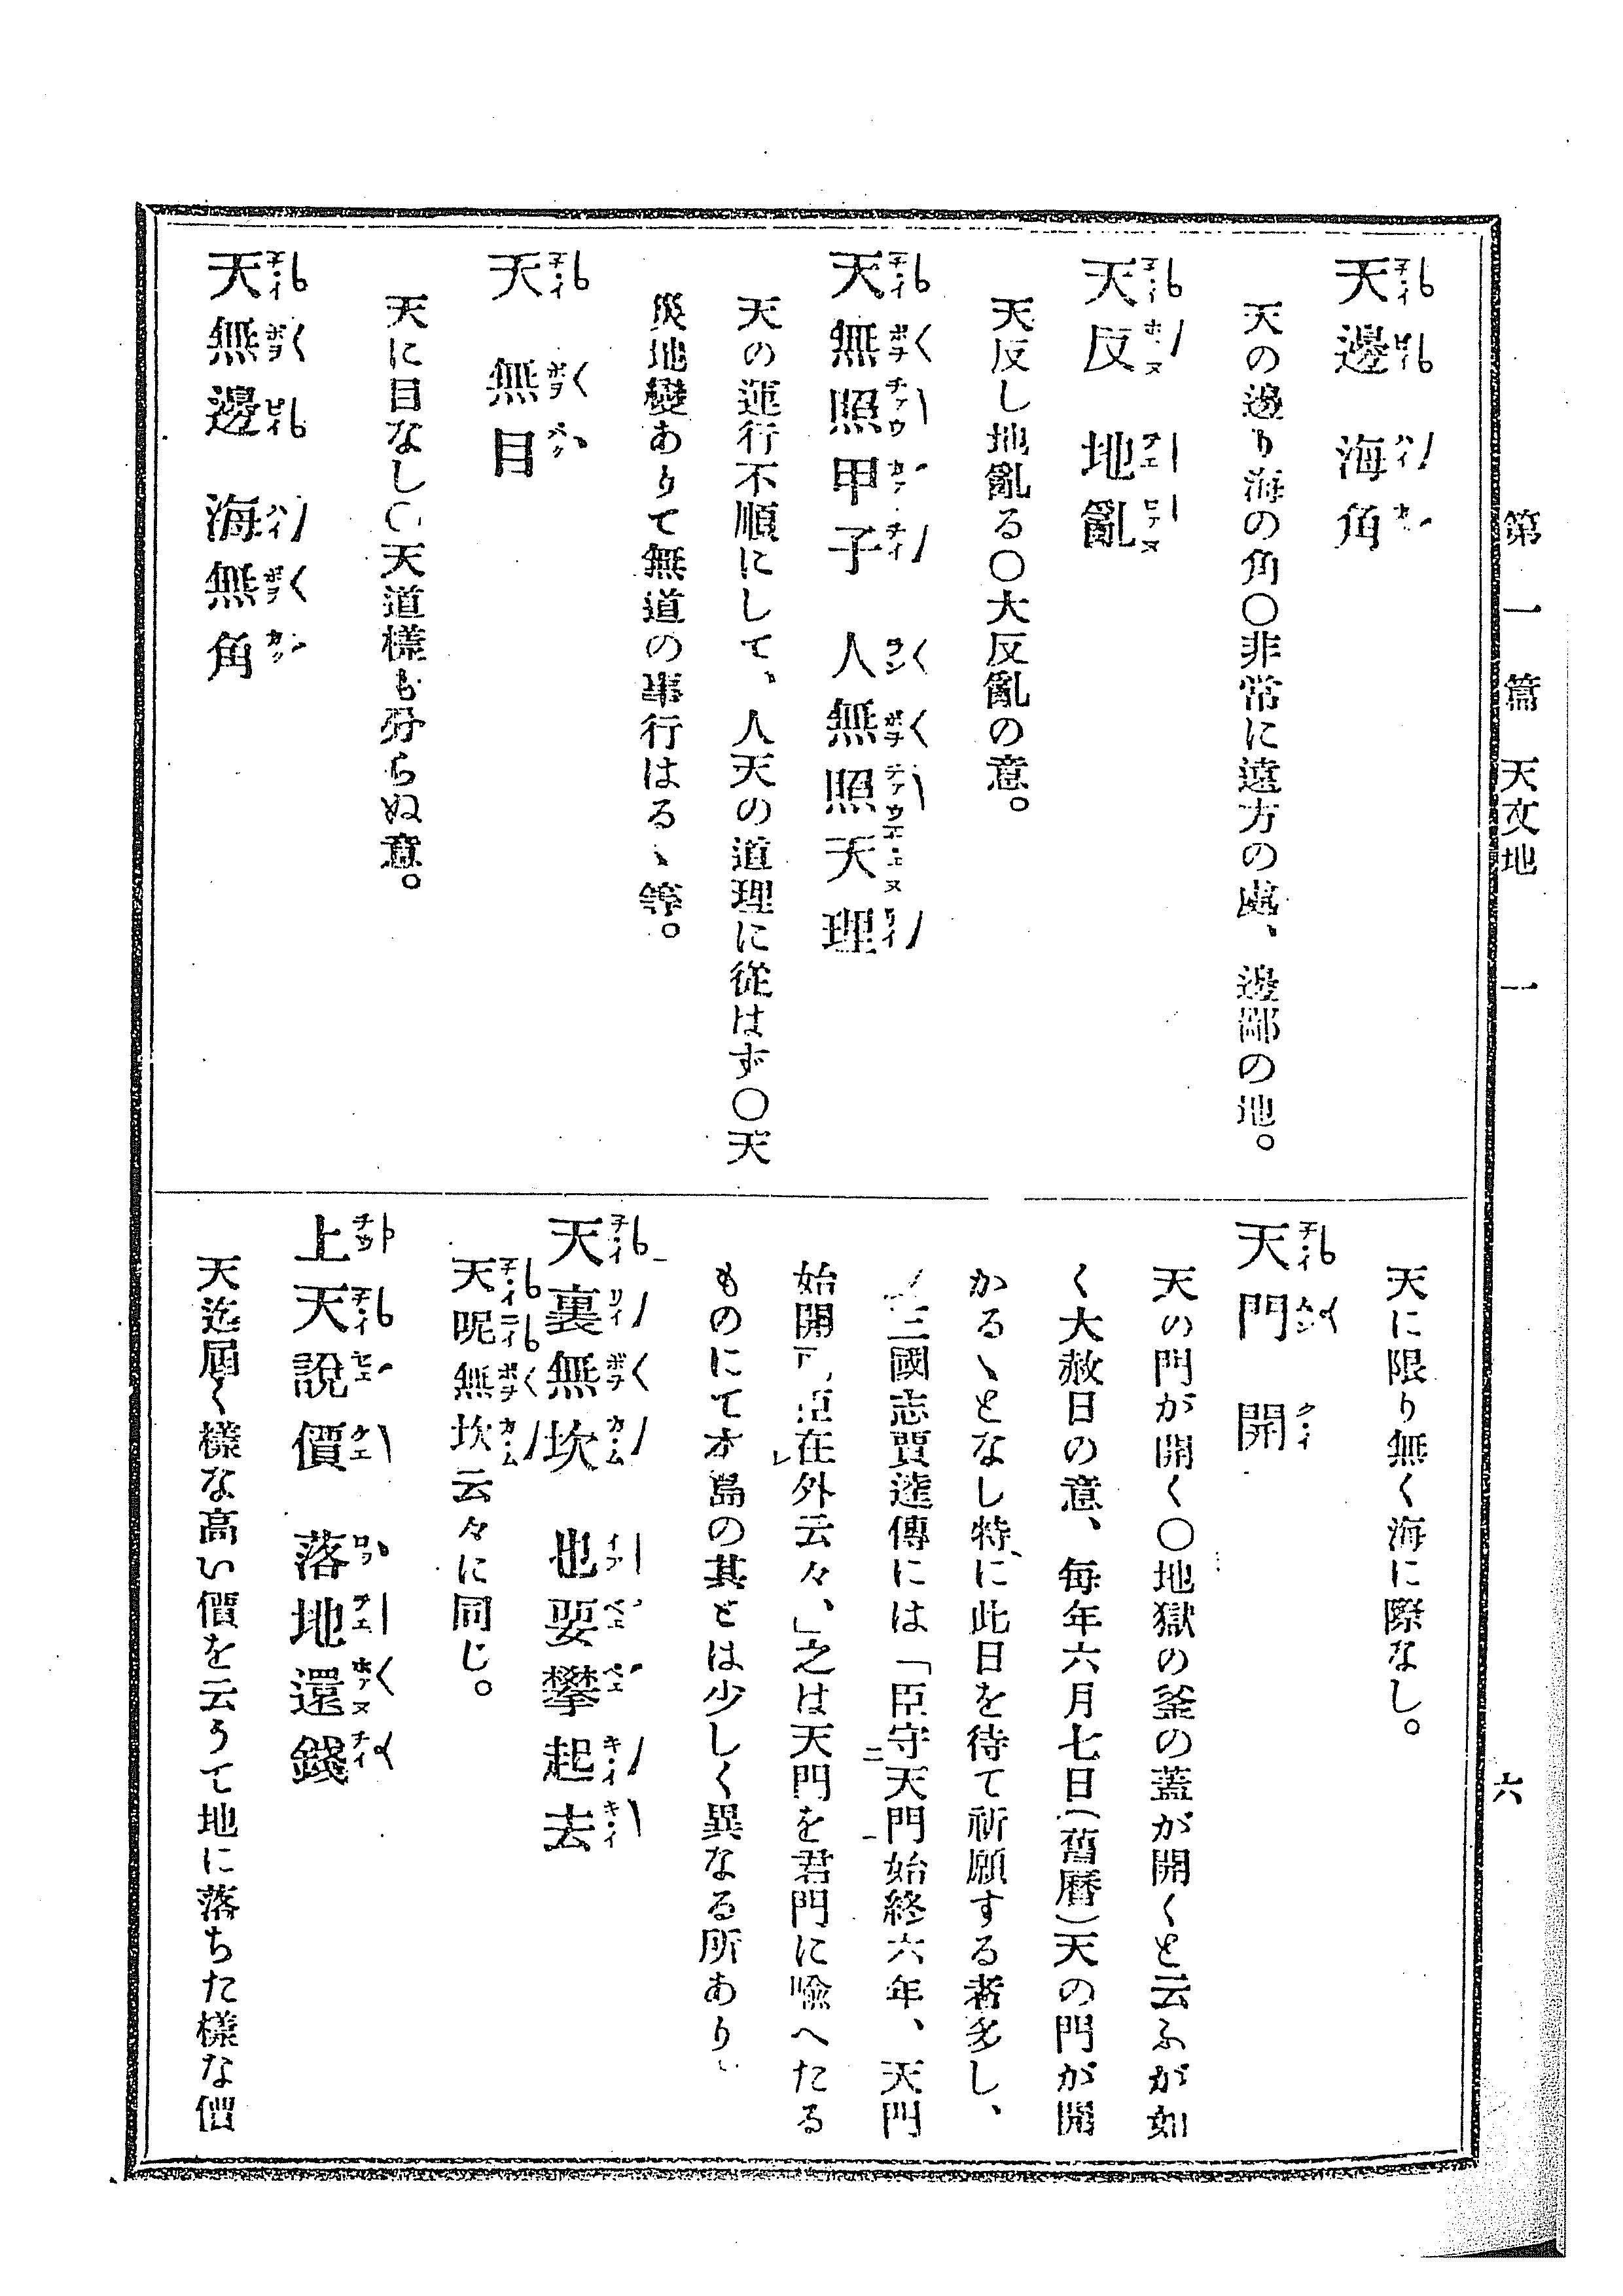 第一篇　天文地　一
六
天邊　海角
天の邊り海の角〇非常に遠方の處、邊鄙の地。
天反　地亂
天反し地亂る〇大反亂の意。
天無照甲子　人無照天理
天の運行不順にして、人天の道理に從はず〇天
災地變ありて無道の事行はるゝ等。
天　無目
天に目なし〇天道樣も分らぬ意。
天無邊　海無角
天に限り無く海に際なし。
天門　開
天の門が開く〇地獄の釜の蓋が開くと云ふが如
く大赦日の意、每年六月七日(舊曆)天の門が開
かるゝとなし特に此日を待て祈願する者多し、
三國志賈逵傳には「臣守天門始終六年、天門
始開 在外云々、」之は天門を君門に喩へたる
ものにて本島の其とは少しく異なる所あり
天裏無坎　也要攀起去
天呢無坎云々に同じ。
上天說價　落地還錢
天迄屆く樣な高い價を云うて地に落ちた樣な價